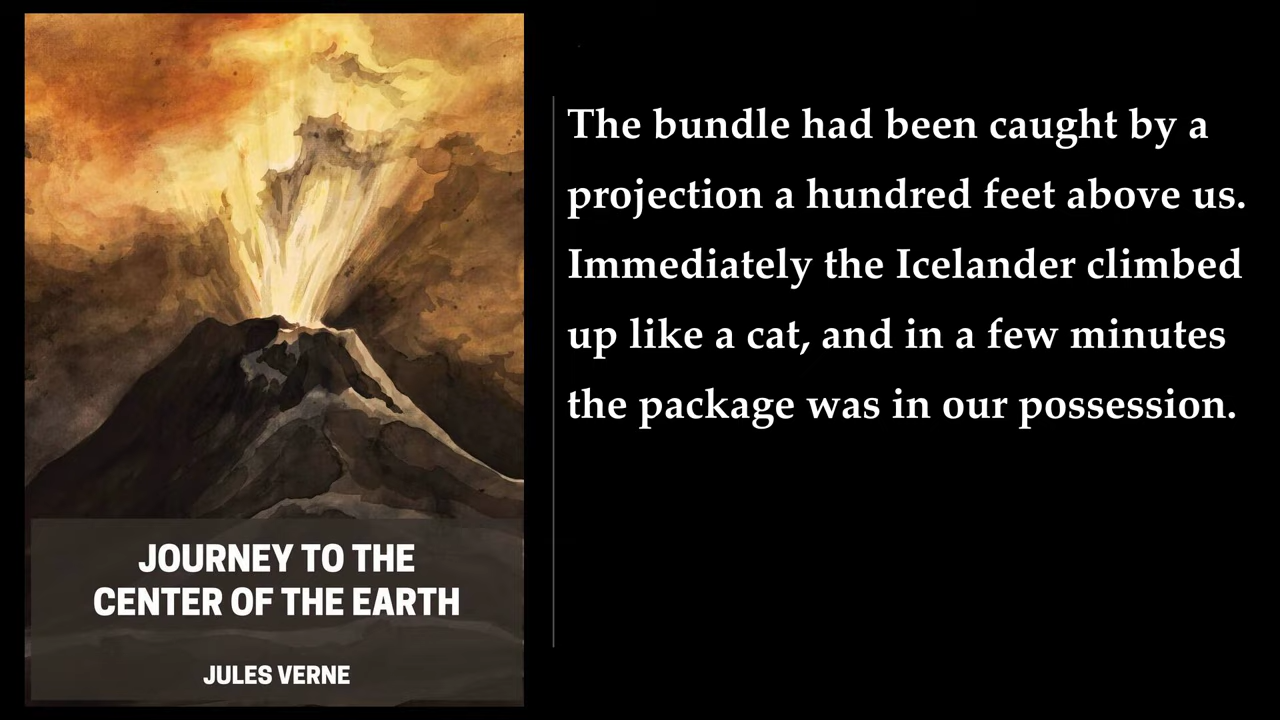 The bundle had been caught by a
projection a hundred feet above us.
Immediately the Icelander climbed
up like a cat, and in a few minutes
the package was in our possession.
JOURNEY TO THE
CENTER OF THE EARTH
JULES VERNE